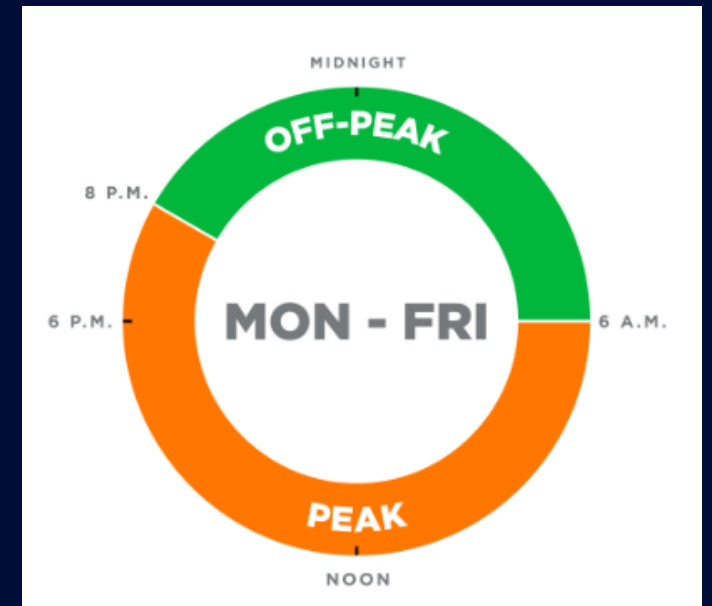 MIDNIGHT
OFF-PEAK
8 P.M.
6 P.M.
MON - FRI
6 A.M.
PEAK
NOON